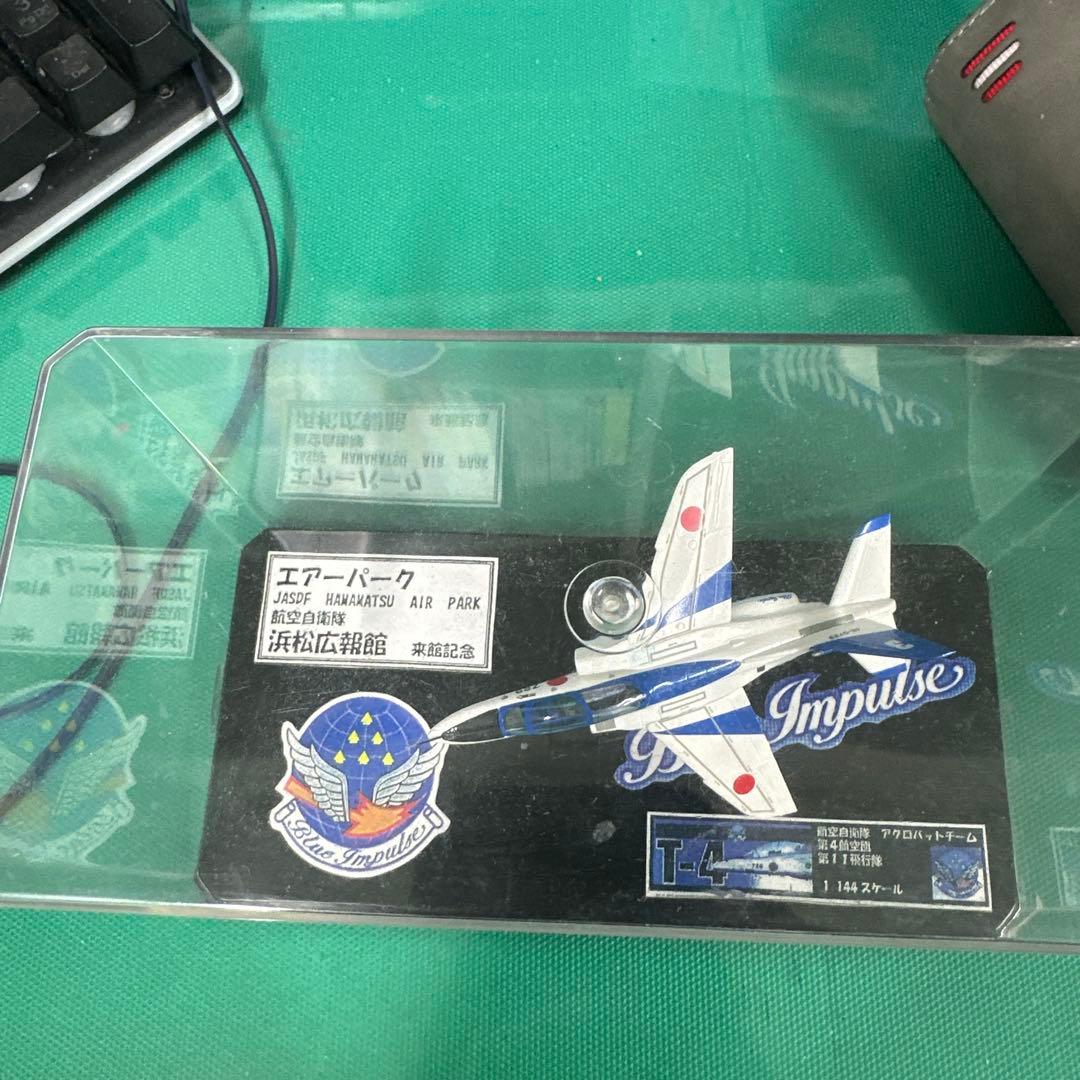 エアーパーク
JASDF HAMAMATSU AIR PARK
航空自衛隊
浜松広報館 来館記念
Impulse
Blue Impulse
T-4
航空自衛隊 アクロバットチーム
第4航空団
第11飛行隊
1 144スケール